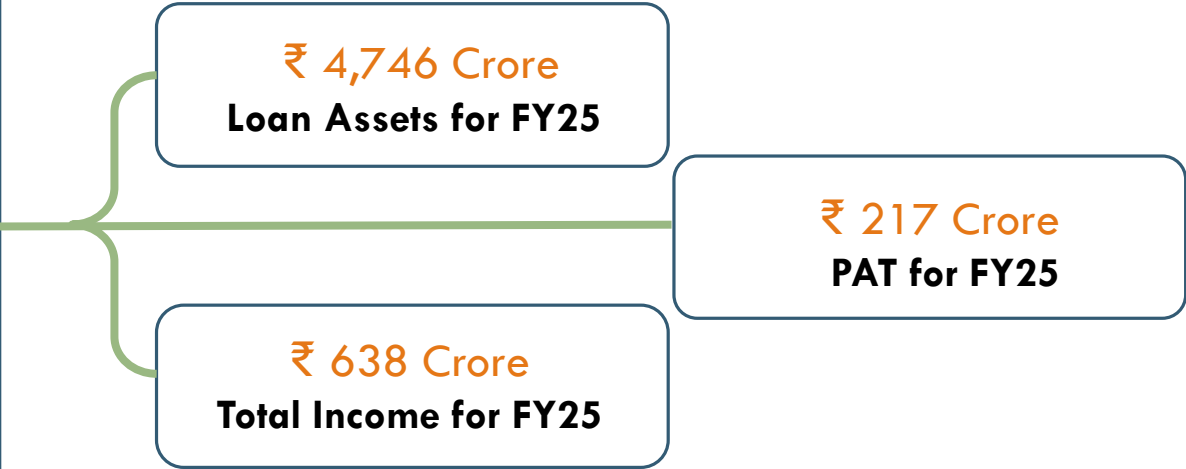 ₹ 4,746 Crore
Loan Assets for FY25
₹ 217 Crore
PAT for FY25
₹ 638 Crore
Total Income for FY25